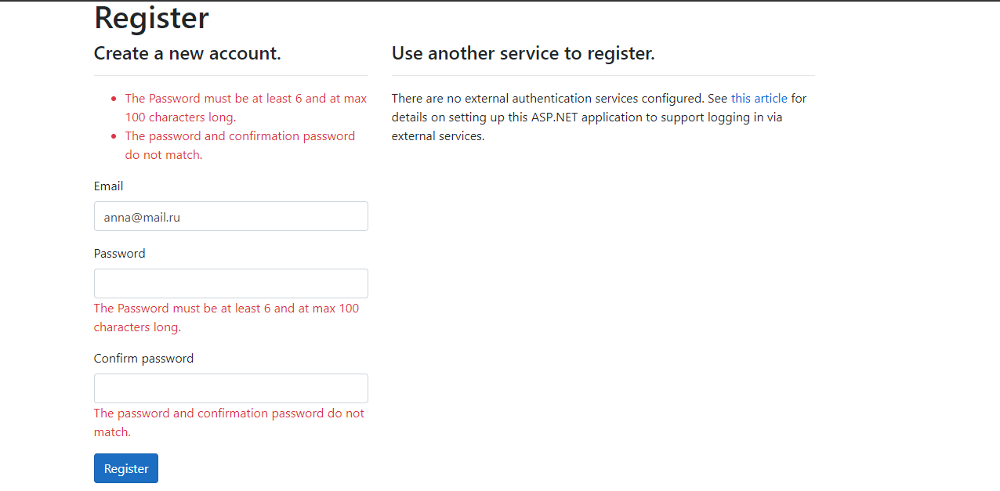 Register
Create a new account.
The Password must be at least 6 and at max
100 characters long.
The password and confirmation password
do not match.
Email
anna@mail.ru
Password
The Password must be at least 6 and at max 100
characters long.
Confirm password
The password and confirmation password do not
match.
Register
Use another service to register.
There are no external authentication services configured. See this article for
details on setting up this ASP.NET application to support logging in via
external services.